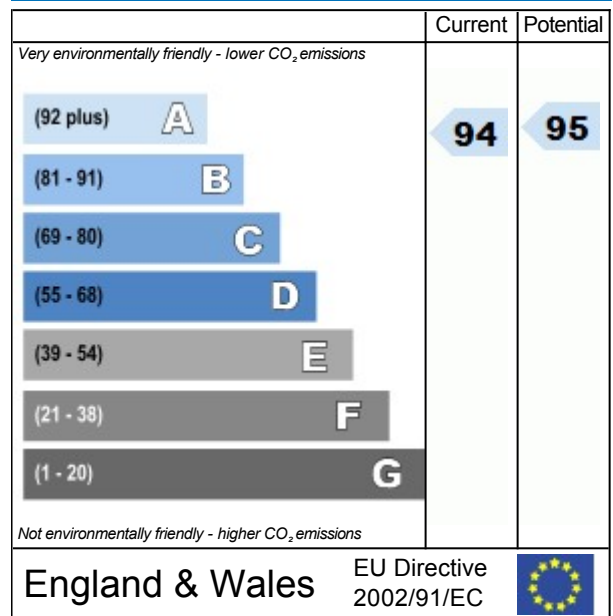 Current Potential
Very environmentally friendly - lower CO₂ emissions
(92 plus) A 94 95
(81 - 91) B
(69 - 80) C
(55 - 68) D
(39 - 54) E
(21 - 38) F
(1 - 20) G
Not environmentally friendly - higher CO₂ emissions
England & Wales
EU Directive
2002/91/EC